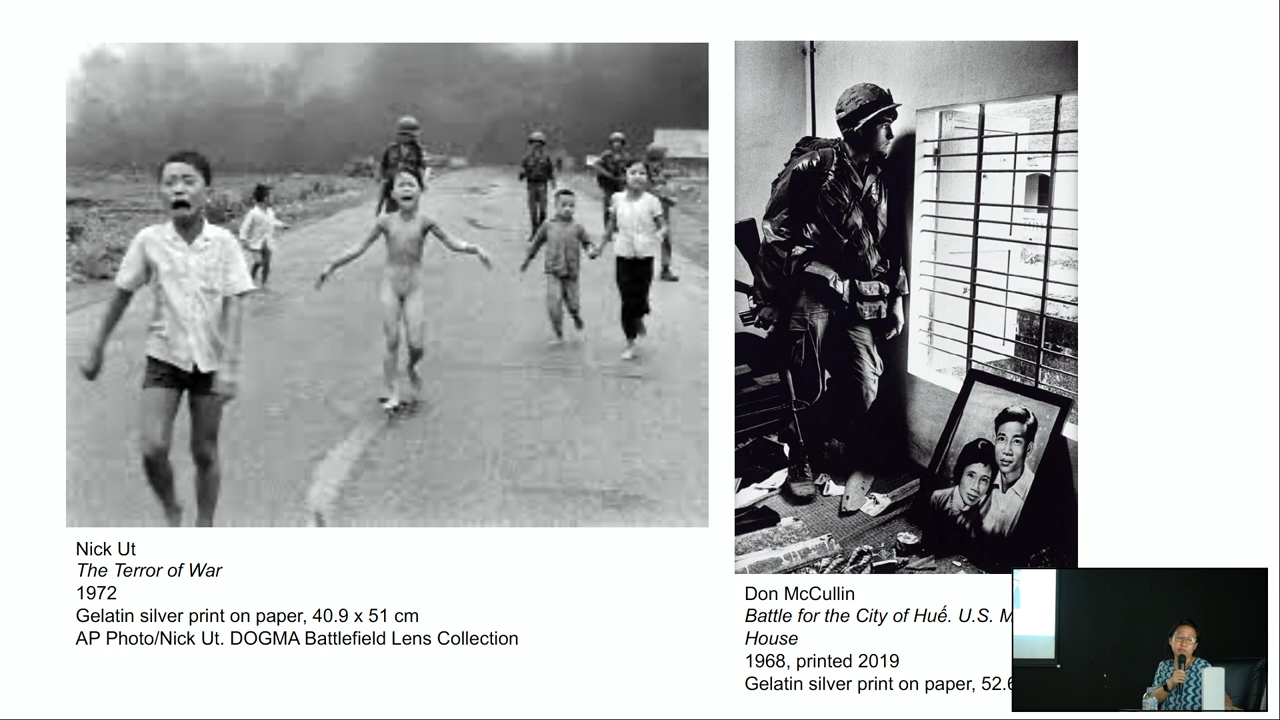 Nick Ut
The Terror of War
1972
Gelatin silver print on paper, 40.9 x 51 cm
AP Photo/Nick Ut. DOGMA Battlefield Lens Collection
Don McCullin
Battle for the City of Huế. U.S.
House
1968, printed 2019
Gelatin silver print on paper,